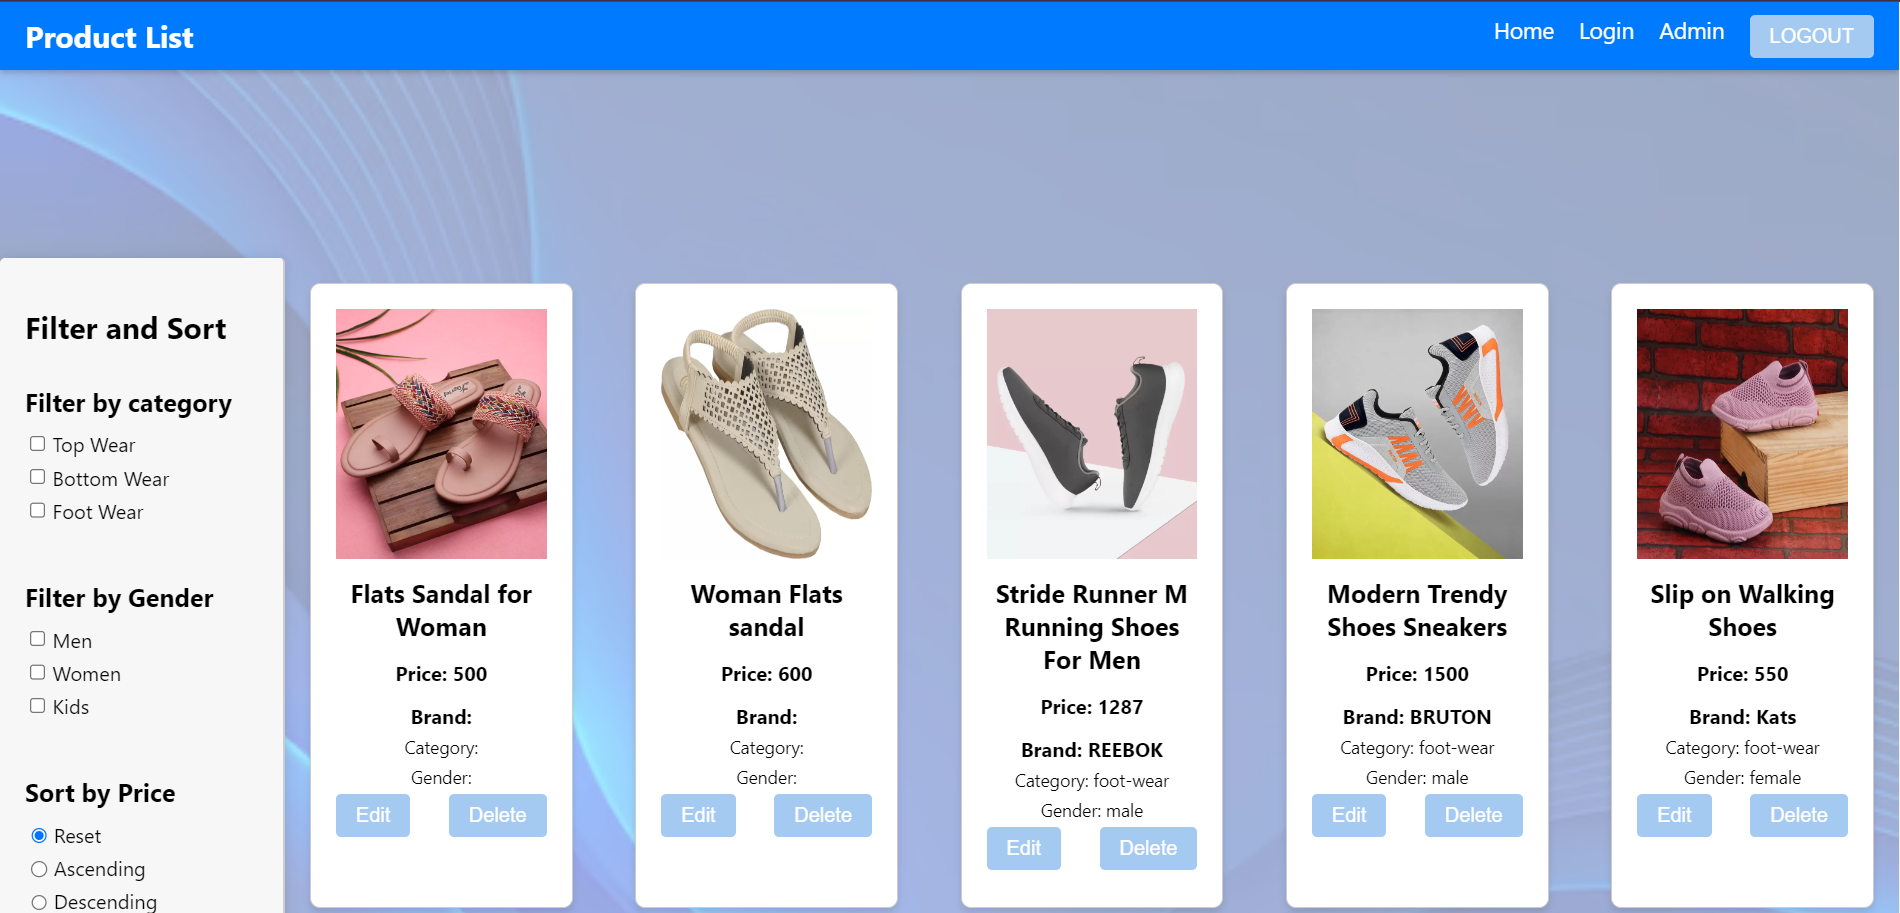 Product List
Home Login Admin LOGOUT
Filter and Sort
Filter by category
Top Wear
Bottom Wear
Foot Wear
Filter by Gender
Men
Women
Kids
Sort by Price
Reset
Ascending
Descending
Flats Sandal for
Woman
Price: 500
Brand:
Category:
Gender:
Edit Delete
Woman Flats
sandal
Price: 600
Brand:
Category:
Gender:
Edit Delete
Stride Runner M
Running Shoes
For Men
Price: 1287
Brand: REEBOK
Category: foot-wear
Gender: male
Edit Delete
Modern Trendy
Shoes Sneakers
Price: 1500
Brand: BRUTON
Category: foot-wear
Gender: male
Edit Delete
Slip on Walking
Shoes
Price: 550
Brand: Kats
Category: foot-wear
Gender: female
Edit Delete